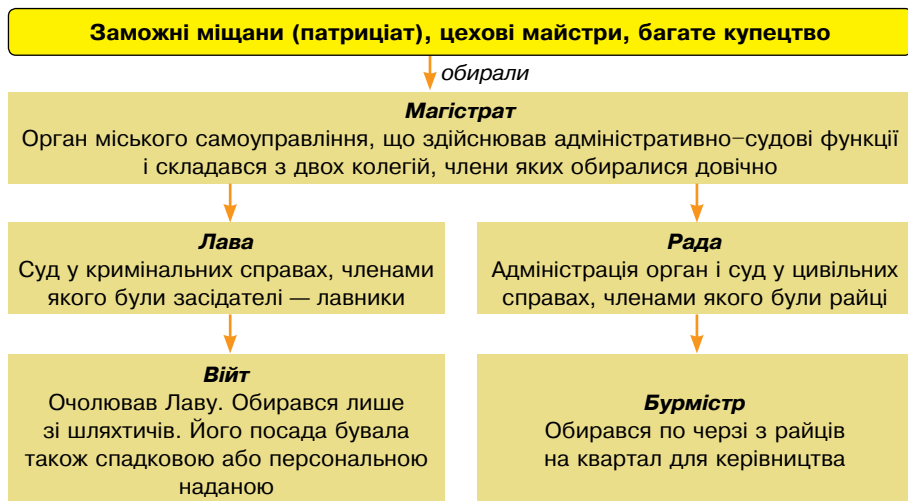 Заможні міщани (патриціат), цехові майстри, багате купецтво
обирали
Магістрат
Орган міського самоуправління, що здійснював адміністративно–судові функції
і складався з двох колегій, члени яких обиралися довічно
Лава
Суд у кримінальних справах, членами
якого були засідателі — лавники
Рада
Адміністрація орган і суд у цивільних
справах, членами якого були райці
Війт
Очолював Лаву. Обирався лише
зі шляхтичів. Його посада бувала
також спадковою або персональною
наданою
Бурмістр
Обирався по черзі з райців
на квартал для керівництва